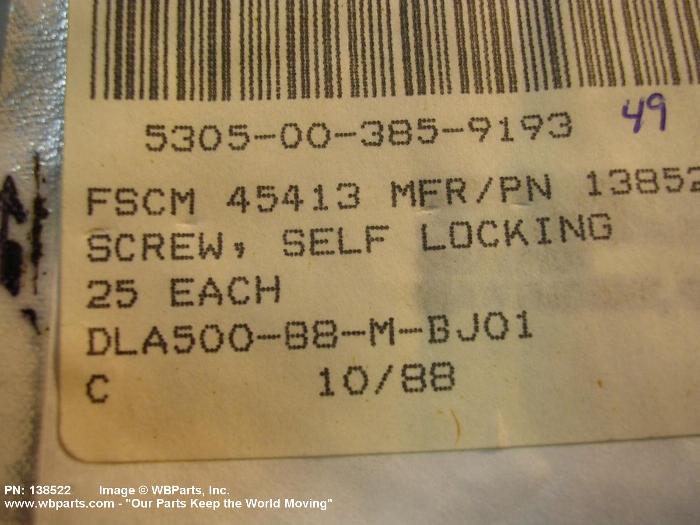 5305-00-385-9193 49
FSCM 45413 MFR/PN 13852
SCREW, SELF LOCKING
25 EACH
DLA500-88-M-BJ01
C 10/88
PN: 138522 Image © WBParts, Inc.
www.wbparts.com - "Our Parts Keep the World Moving"